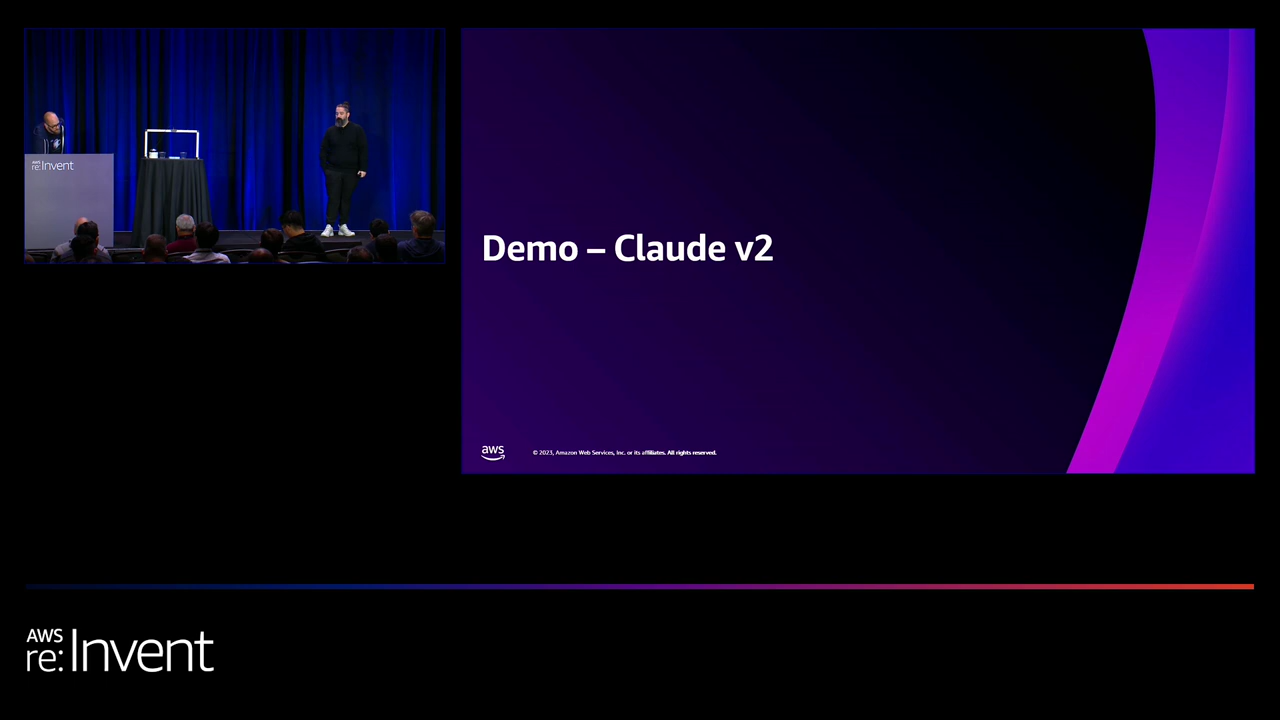 AWS
re:Invent
Demo – Claude v2
aws
© 2023, Amazon Web Services, Inc. or its affiliates. All rights reserved.
AWS
re:Invent